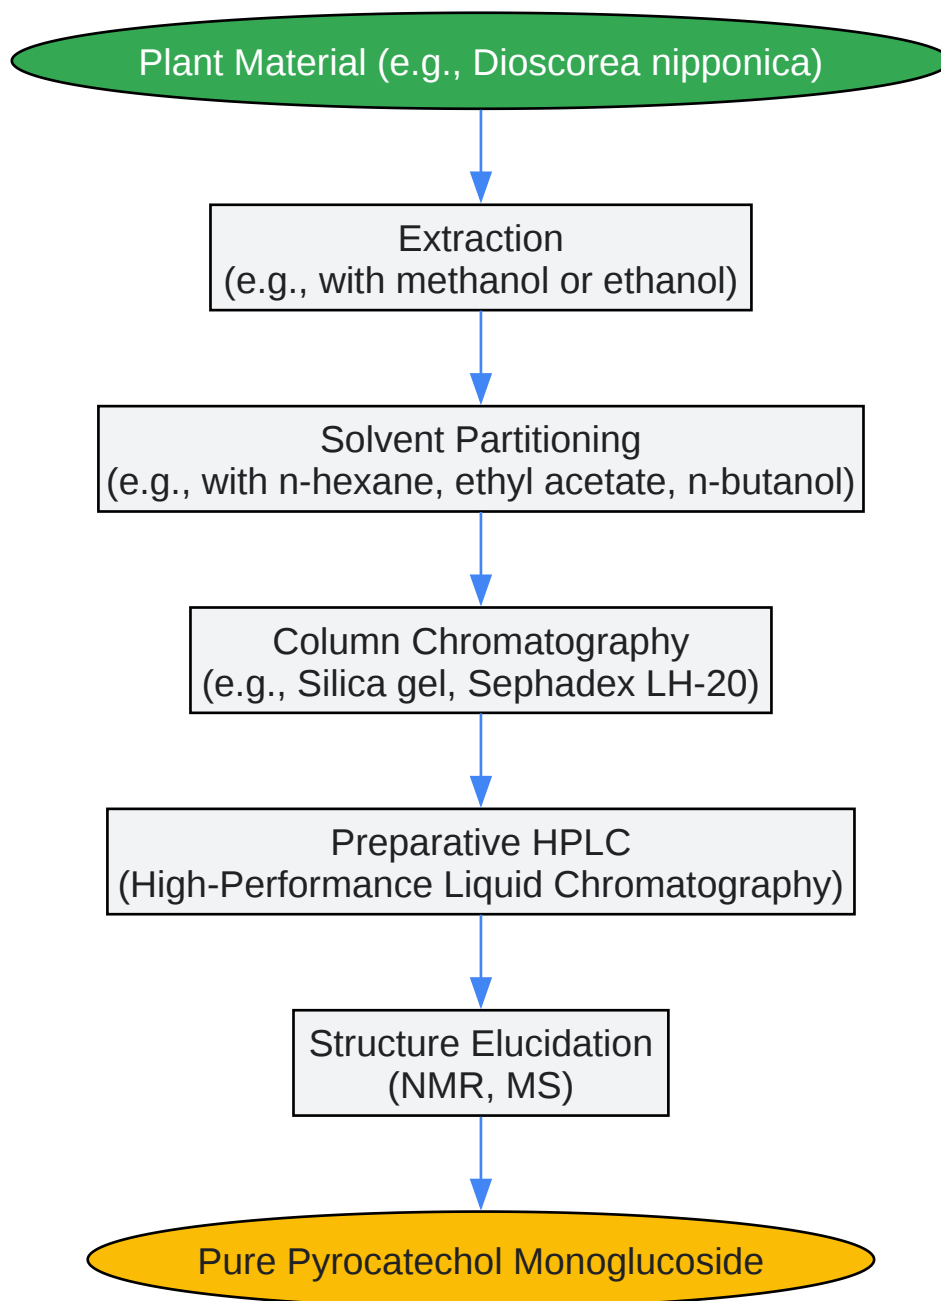 Plant Material (e.g., Dioscorea nipponica)
Extraction
(e.g., with methanol or ethanol)
Solvent Partitioning
(e.g., with n-hexane, ethyl acetate, n-butanol)
Column Chromatography
(e.g., Silica gel, Sephadex LH-20)
Preparative HPLC
(High-Performance Liquid Chromatography)
Structure Elucidation
(NMR, MS)
Pure Pyrocatechol Monoglucoside